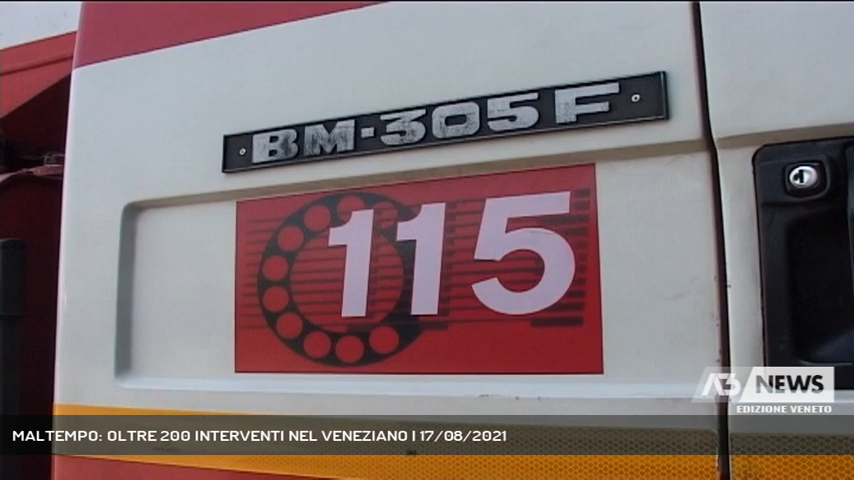 BM-305F
115
A3 NEWS
EDIZIONE VENETO
MALTEMPO: OLTRE 200 INTERVENTI NEL VENEZIANO | 17/08/2021